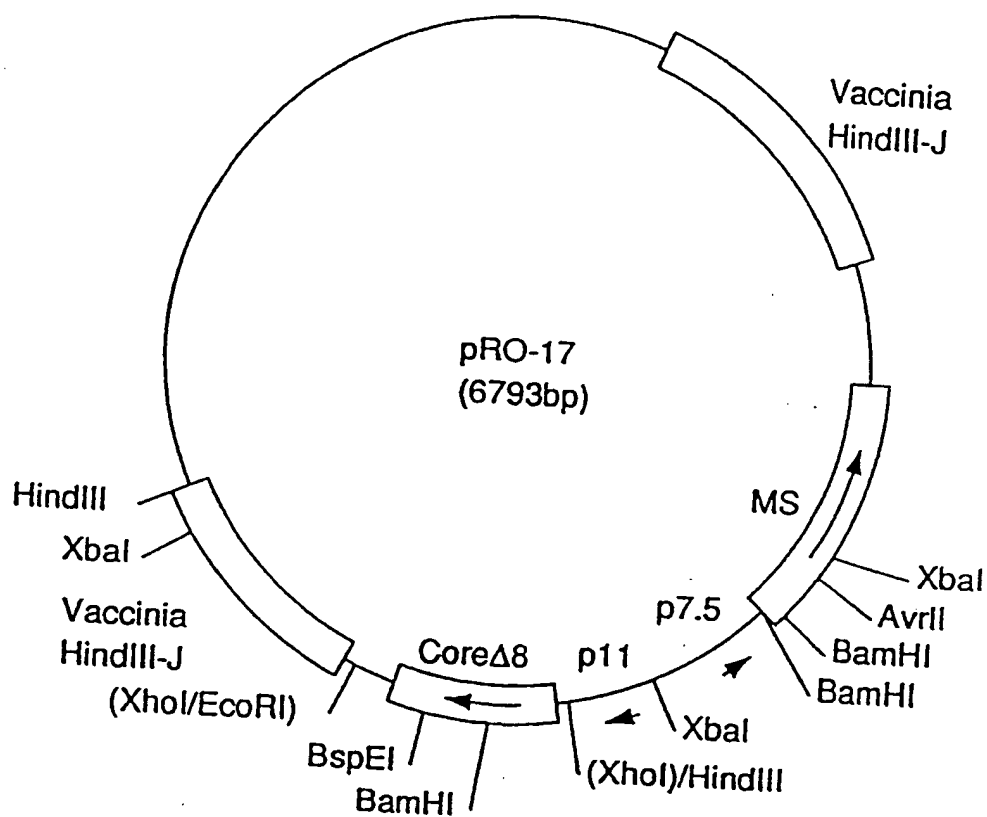 Vaccinia
HindIII-J
pRO-17
(6793bp)
MS
HindIII
XbaI
XbaI
AvrII
p7.5
Vaccinia
HindIII-J
CoreΔ8
p11
BamHI
BamHI
(XhoI/EcoRI)
XbaI
BspEI
(XhoI)/HindIII
BamHI